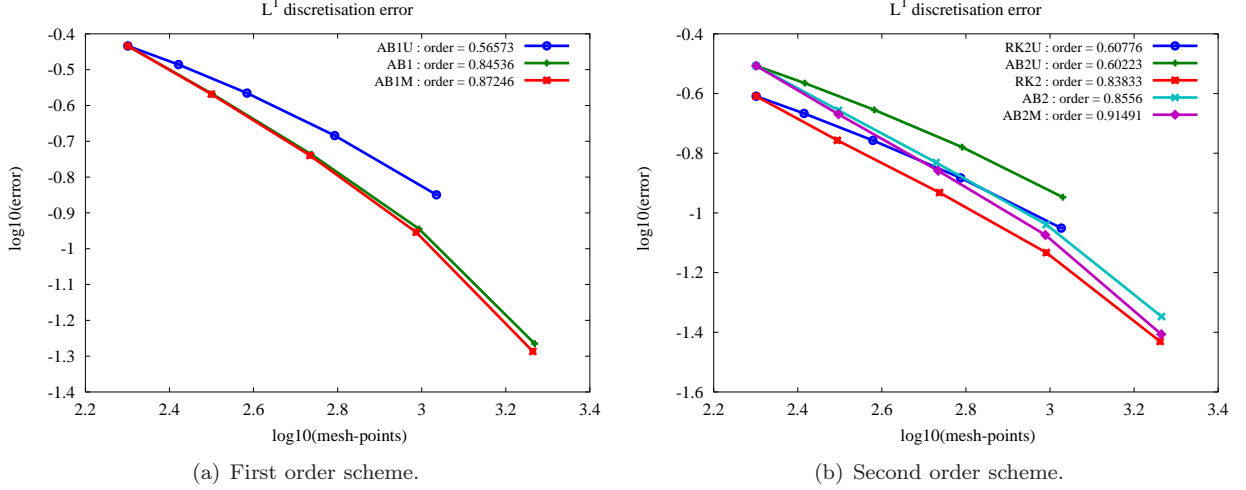 L¹ discretisation error
-0.4
-0.5
-0.6
-0.7
-0.8
-0.9
-1
-1.1
-1.2
-1.3
-1.4
log10(error)
AB1U : order = 0.56573
AB1 : order = 0.84536
AB1M : order = 0.87246
2.2 2.4 2.6 2.8 3 3.2 3.4
log10(mesh-points)
(a) First order scheme.
L¹ discretisation error
-0.4
-0.6
-0.8
-1
-1.2
-1.4
-1.6
log10(error)
RK2U : order = 0.60776
AB2U : order = 0.60223
RK2 : order = 0.83833
AB2 : order = 0.8556
AB2M : order = 0.91491
2.2 2.4 2.6 2.8 3 3.2 3.4
log10(mesh-points)
(b) Second order scheme.